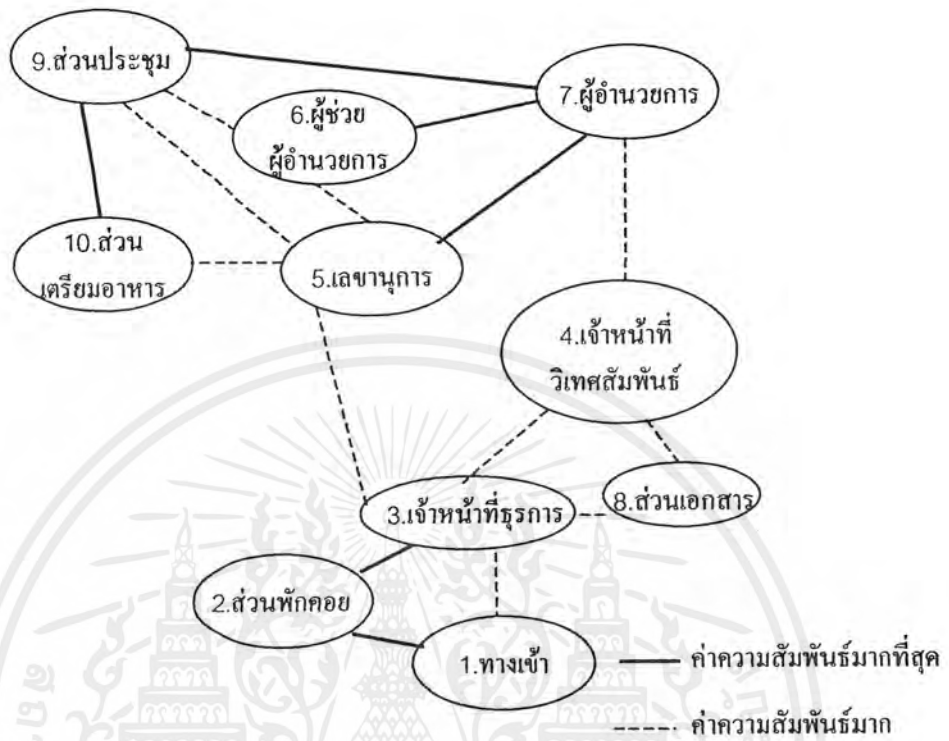 9.ส่วนประชุม
7.ผู้อำนวยการ
6.ผู้ช่วย
ผู้อำนวยการ
10.ส่วน
เตรียมอาหาร
5.เลขานุการ
4.เจ้าหน้าที่
วิเทศสัมพันธ์
3.เจ้าหน้าที่ธุรการ
8.ส่วนเอกสาร
2.ส่วนพักคอย
1.ทางเข้า
ค่าความสัมพันธ์มากที่สุด
ค่าความสัมพันธ์มาก